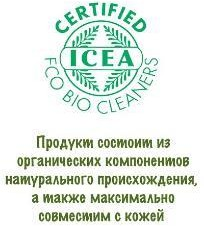 CERTIFIED
ICEA
ECO BIO CLEANERS
Продукт состоит из
органических компонентов
натурального происхождения,
а также максимально
совместим с кожей